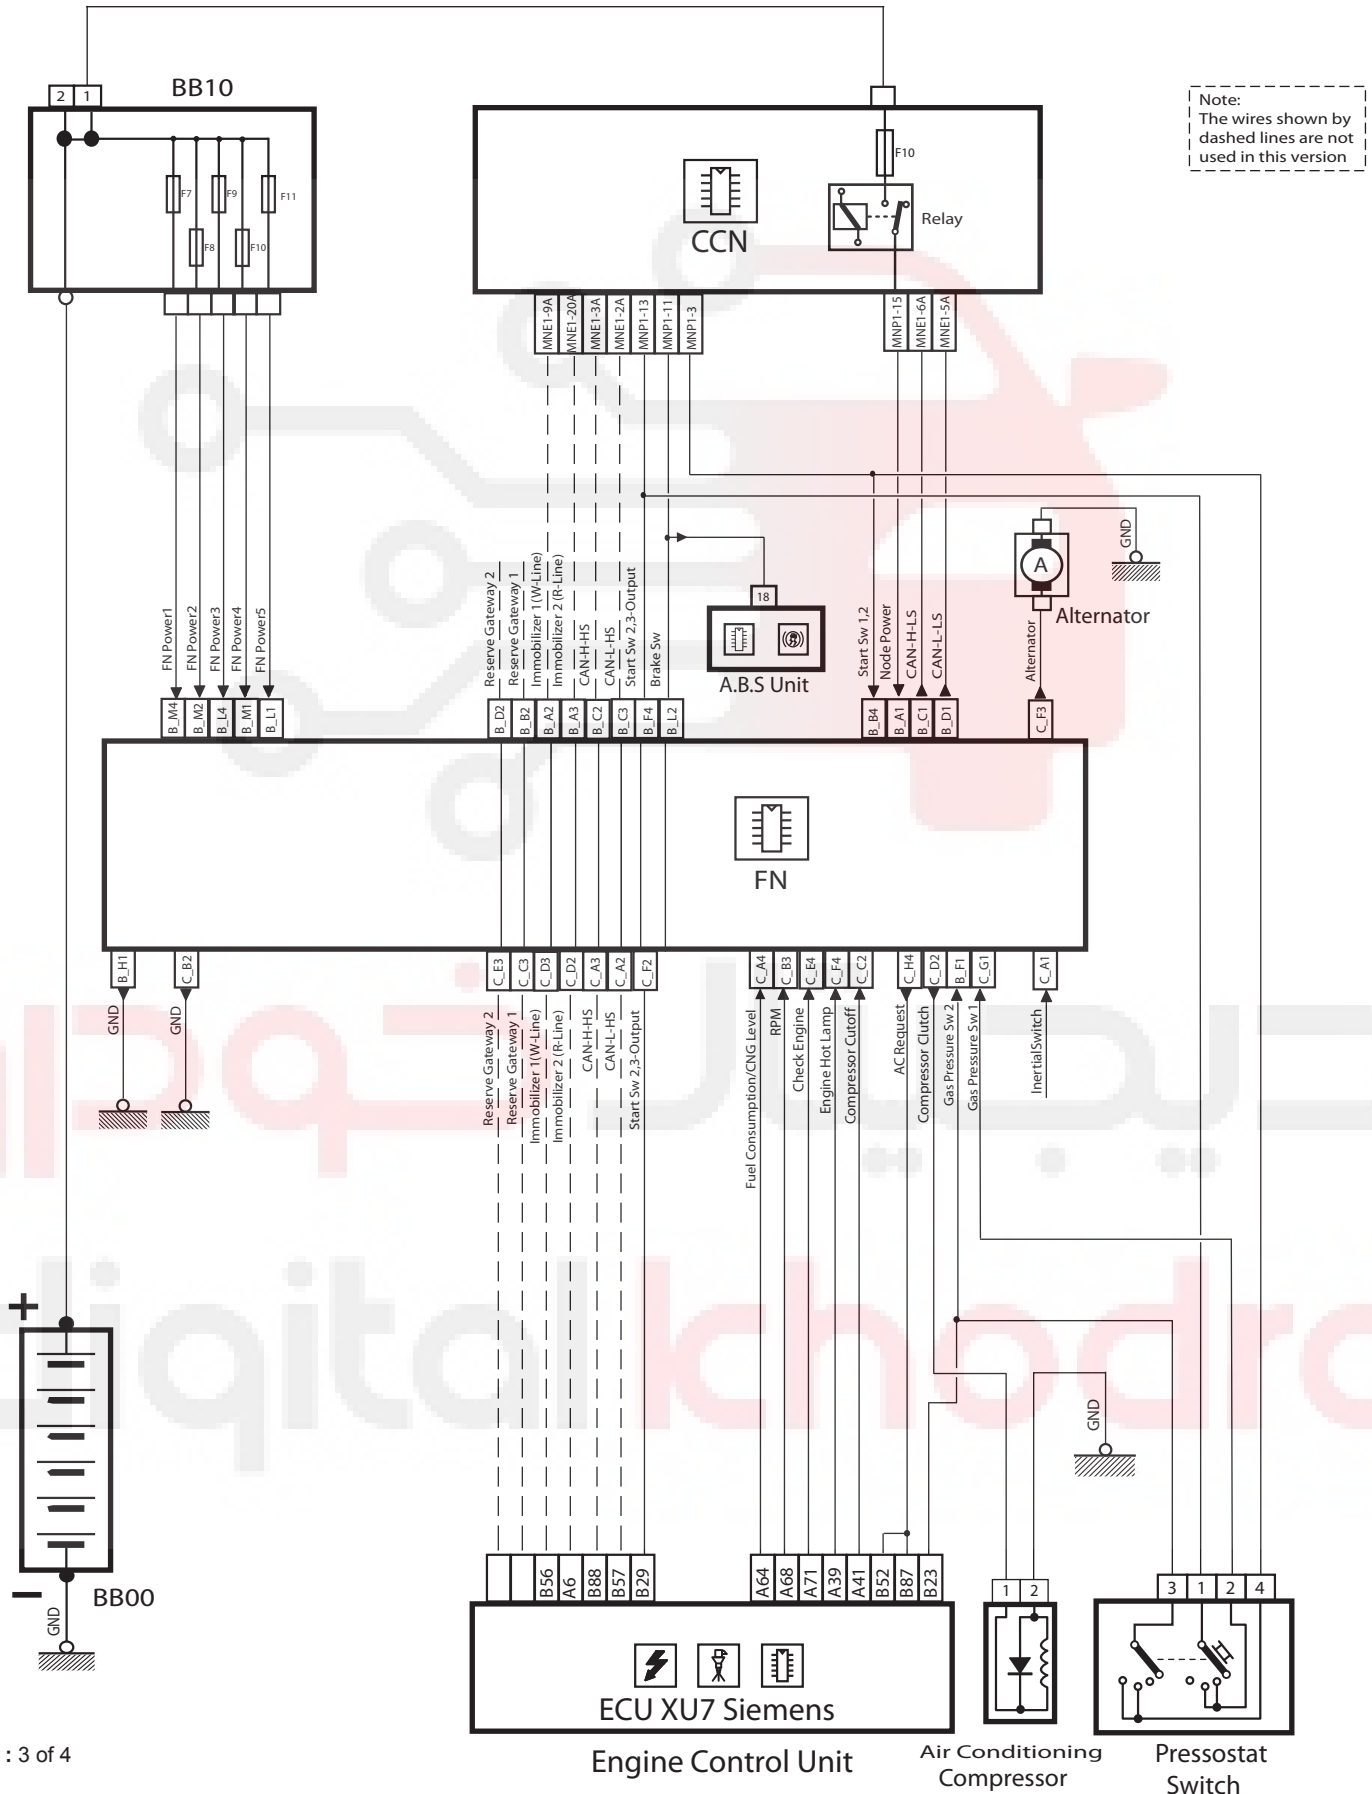 BB10
2
1
F7
F8
F9
F10
F11
CCN
F10
Relay
Note:
The wires shown by
dashed lines are not
used in this version
MNE1-9A
MNE1-20A
MNE1-3A
MNE1-2A
MNP1-13
MNP1-11
MNP1-3
MNP1-15
MNE1-6A
MNE1-5A
FN Power1
FN Power2
FN Power3
FN Power4
FN Power5
Reserve Gateway 2
Reserve Gateway 1
Immobilizer 1(W-Line)
Immobilizer 2 (R-Line)
CAN-H-HS
CAN-L-HS
Start Sw 2,3-Output
Brake Sw
18
A.B.S Unit
Start Sw 1,2
Node Power
CAN-H-LS
CAN-L-LS
Alternator
A
GND
Alternator
B_M4
B_M2
B_L4
B_M1
B_L1
B_D2
B_B2
B_A2
B_A3
B_C2
B_C3
B_F4
B_L2
B_B4
B_A1
B_C1
B_D1
C_F3
FN
B_H1
C_B2
C_E3
C_C3
C_D3
C_D2
C_A3
C_A2
C_F2
C_A4
C_B3
C_E4
C_F4
C_C2
C_H4
C_D2
B_F1
C_G1
C_A1
GND
GND
Reserve Gateway 2
Reserve Gateway 1
Immobilizer 1(W-Line)
Immobilizer 2 (R-Line)
CAN-H-HS
CAN-L-HS
Start Sw 2,3-Output
Fuel Consumption/CNG Level
RPM
Check Engine
Engine Hot Lamp
Compressor Cutoff
AC Request
Compressor Clutch
Gas Pressure Sw 2
Gas Pressure Sw 1
InertialSwitch
دیجیتال خودرو
digital khodro
+
−
BB00
GND
GND
B56
A6
B88
B57
B29
A64
A68
A71
A39
A41
B52
B87
B23
1
2
3
1
2
4
ECU XU7 Siemens
Engine Control Unit
Air Conditioning
Compressor
Pressostat
Switch
: 3 of 4